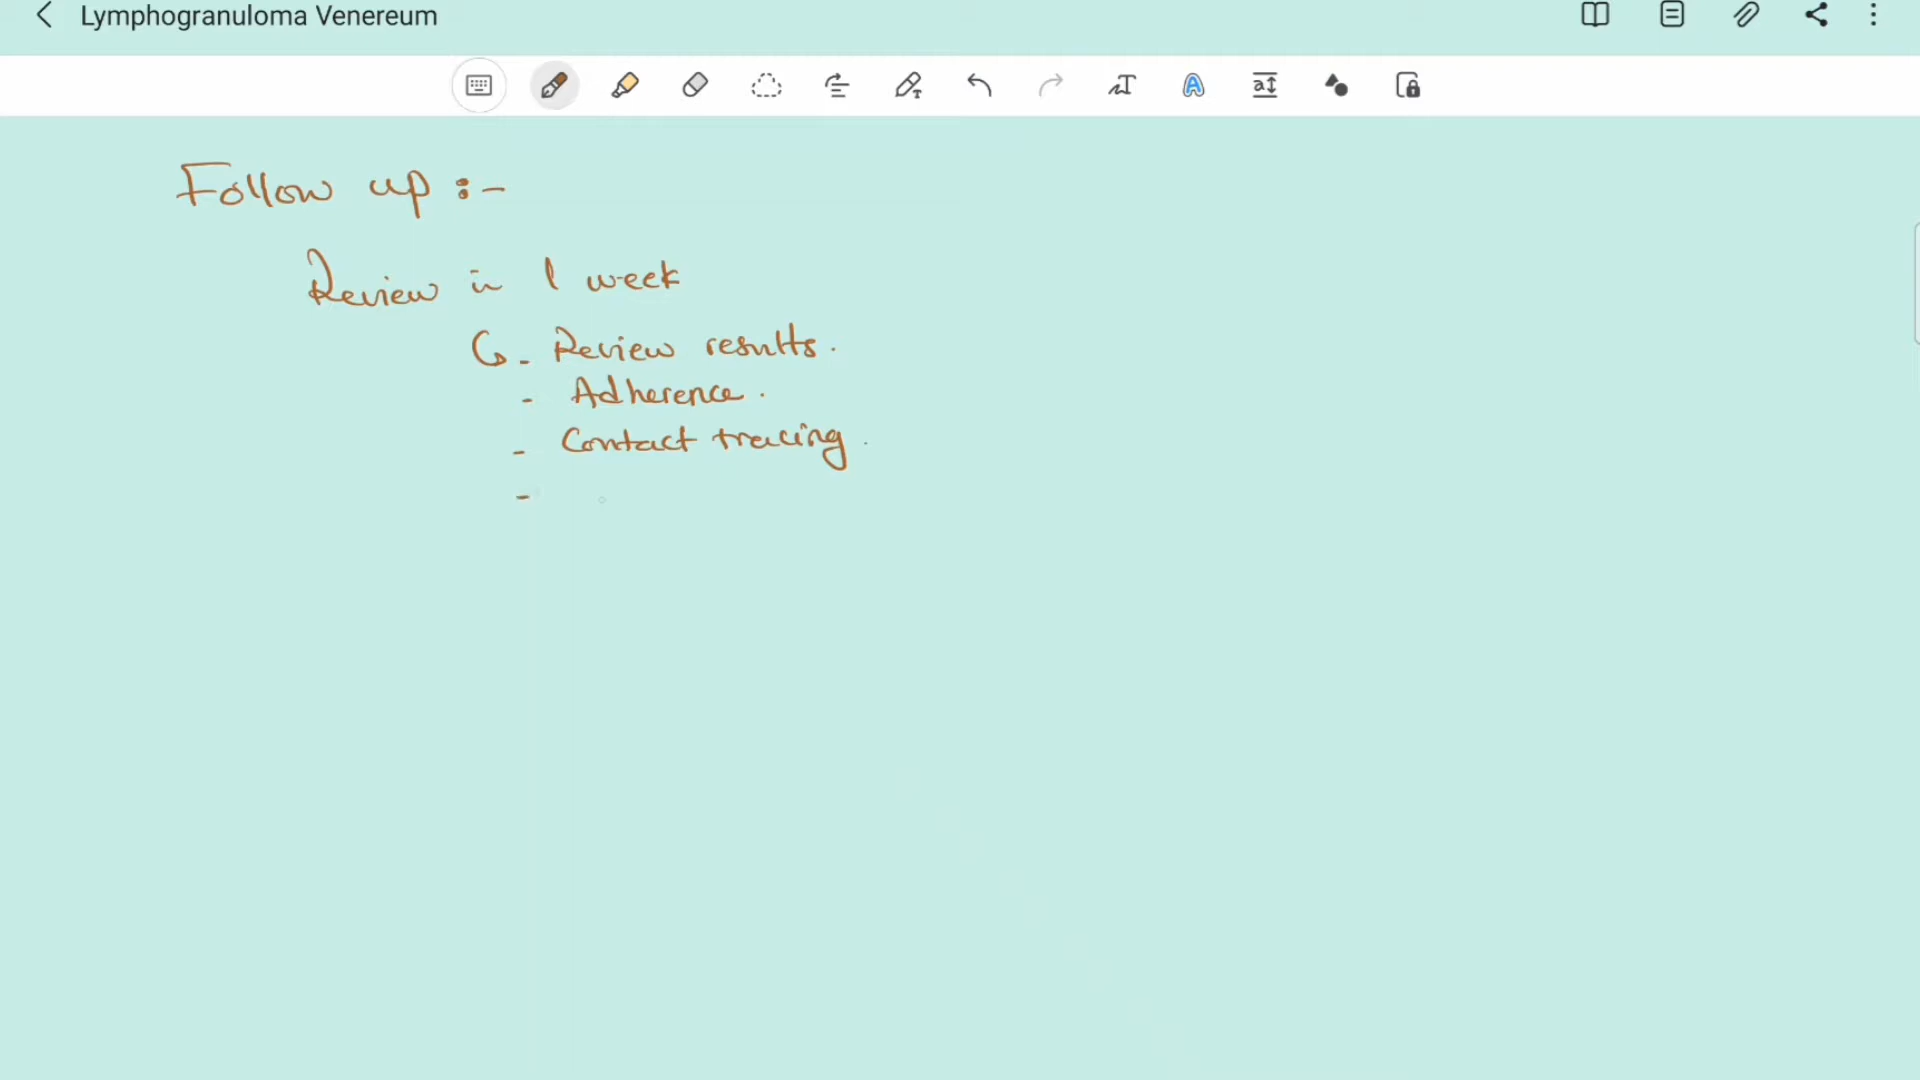 Lymphogranuloma Venereum
Follow up :-
Review in 1 week
- Review results.
- Adherence.
- Contact tracing.
-